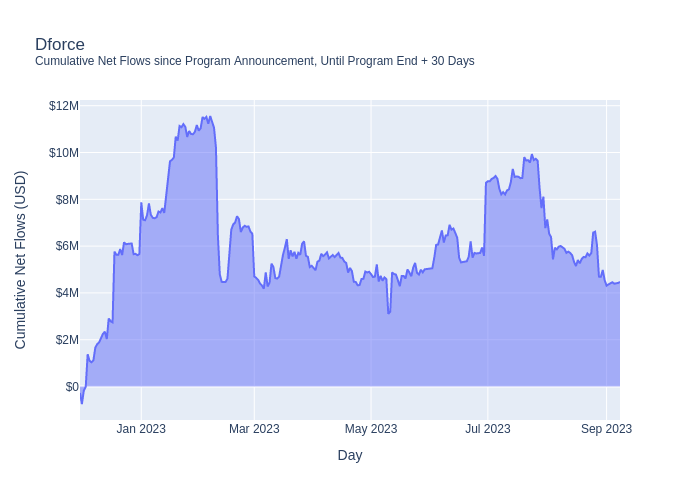 Dforce
Cumulative Net Flows since Program Announcement, Until Program End + 30 Days
Cumulative Net Flows (USD)
$12M
$10M
$8M
$6M
$4M
$2M
$0
Jan 2023
Mar 2023
May 2023
Jul 2023
Sep 2023
Day